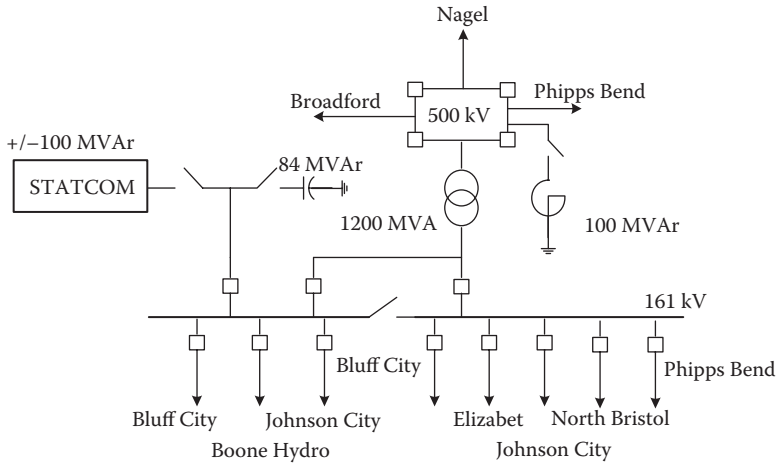 Nagel
Broadford
500 kV
Phipps Bend
+/−100 MVAr
STATCOM
84 MVAr
1200 MVA
100 MVAr
161 kV
Bluff City
Phipps Bend
Bluff City
Johnson City
Elizabet
North Bristol
Boone Hydro
Johnson City